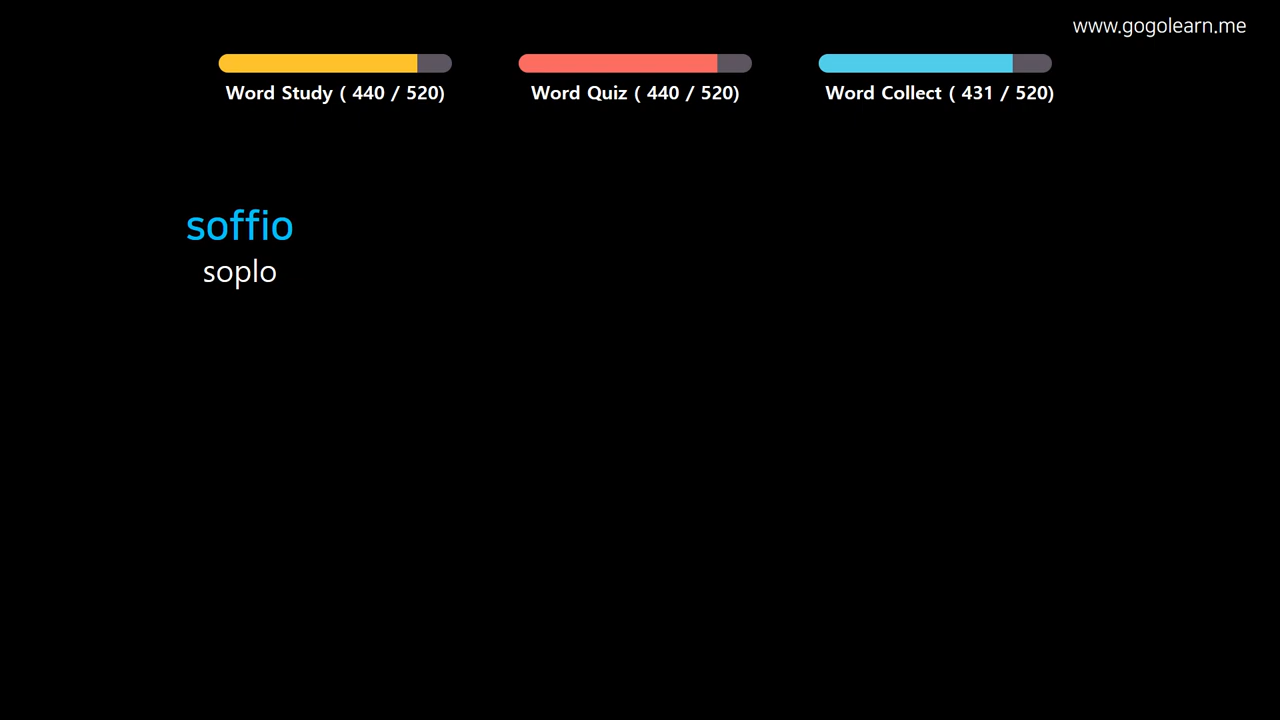 www.gogolearn.me
Word Study ( 440 / 520)
Word Quiz ( 440 / 520)
Word Collect ( 431 / 520)
soffio
soplo